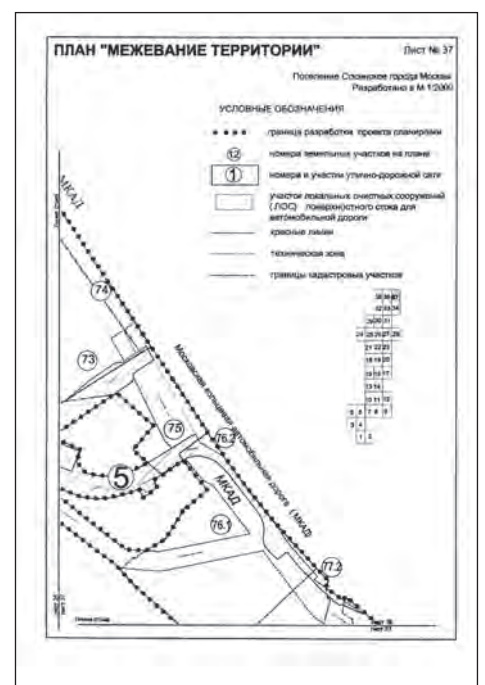 ПЛАН "МЕЖЕВАНИЕ ТЕРРИТОРИИ"
Лист № 37
Поселение Сосенское города Москвы
Разработано в М 1:2000
УСЛОВНЫЕ ОБОЗНАЧЕНИЯ
граница разработки проекта планировки
12 номера земельных участков на плане
1 номера и участки улично-дорожной сети
участки локальных очистных сооружений
(ЛОС) поверхностного стока для
автомобильной дороги
красные линии
техническая зона
границы кадастровых участков
МКАД
74
73
75
76.2
5
76.1
77.2
МКАД
Московская кольцевая автомобильная дорога (МКАД)